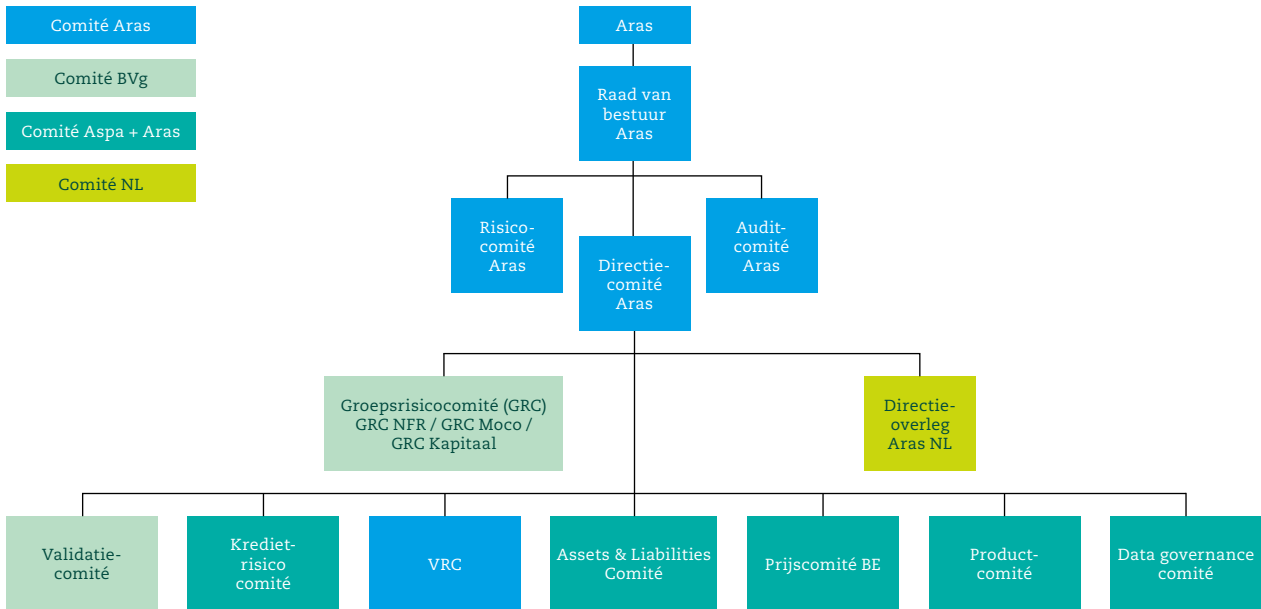 Comité Aras
Comité BVg
Comité Aspa + Aras
Comité NL
Aras
Raad van
bestuur
Aras
Risico-
comité
Aras
Directie-
comité
Aras
Audit-
comité
Aras
Groepsrisicocomité (GRC)
GRC NFR / GRC Moco /
GRC Kapitaal
Directie-
overleg
Aras NL
Validatie-
comité
Krediet-
risico
comité
VRC
Assets & Liabilities
Comité
Prijscomité BE
Product-
comité
Data governance
comité